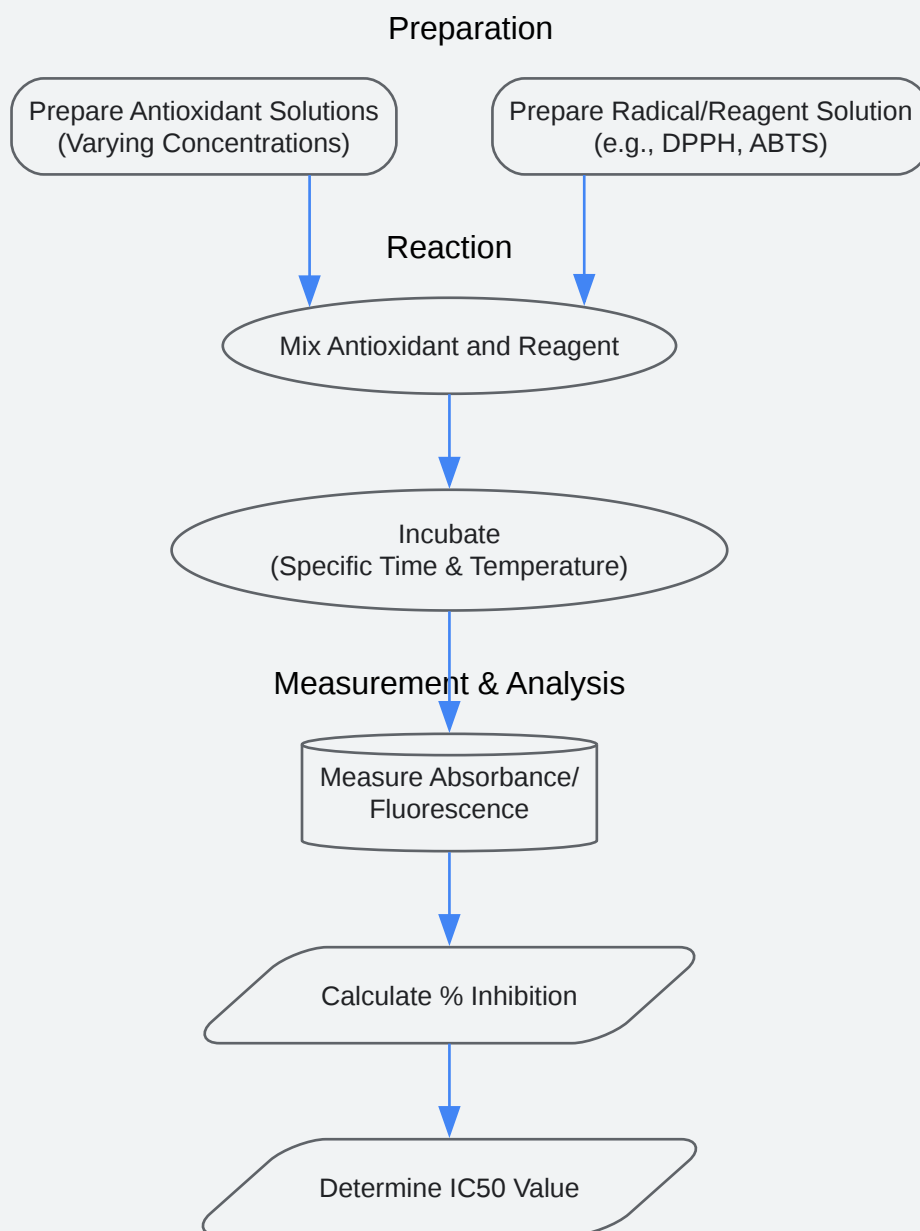 Preparation
Prepare Antioxidant Solutions
(Varying Concentrations)
Prepare Radical/Reagent Solution
(e.g., DPPH, ABTS)
Reaction
Mix Antioxidant and Reagent
Incubate
(Specific Time & Temperature)
Measurement & Analysis
Measure Absorbance/
Fluorescence
Calculate % Inhibition
Determine IC50 Value